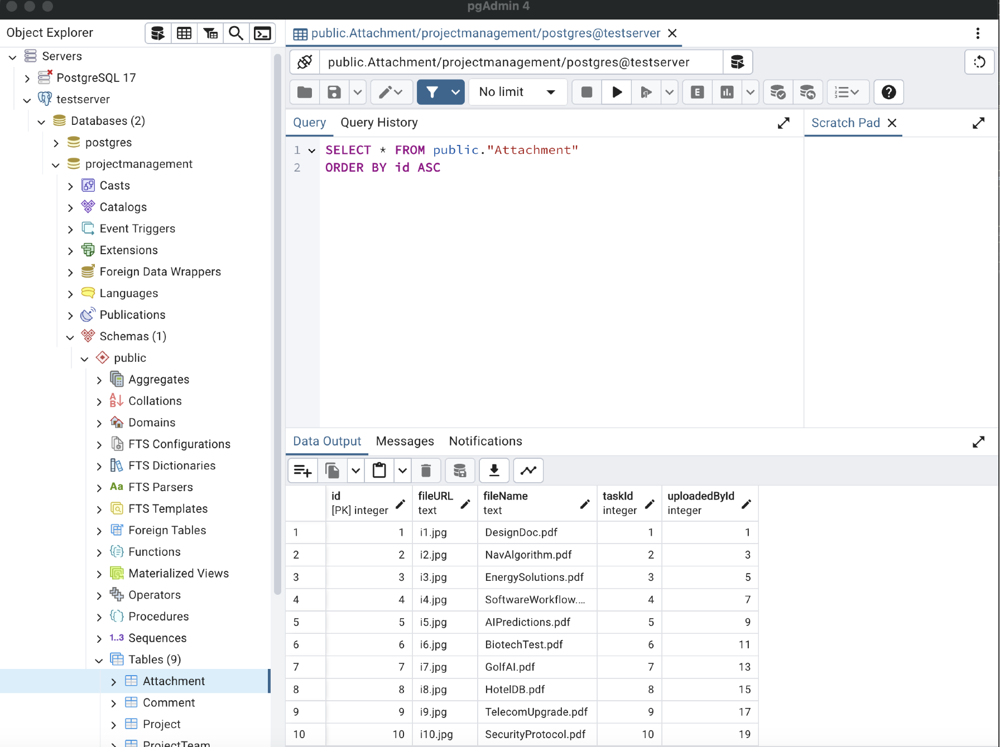 pgAdmin 4
Object Explorer
Servers
PostgreSQL 17
testserver
Databases (2)
postgres
projectmanagement
Casts
Catalogs
Event Triggers
Extensions
Foreign Data Wrappers
Languages
Publications
Schemas (1)
public
Aggregates
Collations
Domains
FTS Configurations
FTS Dictionaries
Aa FTS Parsers
FTS Templates
Foreign Tables
Functions
Materialized Views
Operators
Procedures
1..3 Sequences
Tables (9)
Attachment
Comment
Project
ProjectTeam
public.Attachment/projectmanagement/postgres@testserver
public.Attachment/projectmanagement/postgres@testserver
No limit
Query Query History
Scratch Pad
1 SELECT * FROM public."Attachment"
2 ORDER BY id ASC
Data Output Messages Notifications
id fileURL fileName taskId uploadedById
[PK] integer text text integer integer
1 1 i1.jpg DesignDoc.pdf 1 1
2 2 i2.jpg NavAlgorithm.pdf 2 3
3 3 i3.jpg EnergySolutions.pdf 3 5
4 4 i4.jpg SoftwareWorkflow.... 4 7
5 5 i5.jpg AIPredictions.pdf 5 9
6 6 i6.jpg BiotechTest.pdf 6 11
7 7 i7.jpg GolfAI.pdf 7 13
8 8 i8.jpg HotelDB.pdf 8 15
9 9 i9.jpg TelecomUpgrade.pdf 9 17
10 10 i10.jpg SecurityProtocol.pdf 10 19